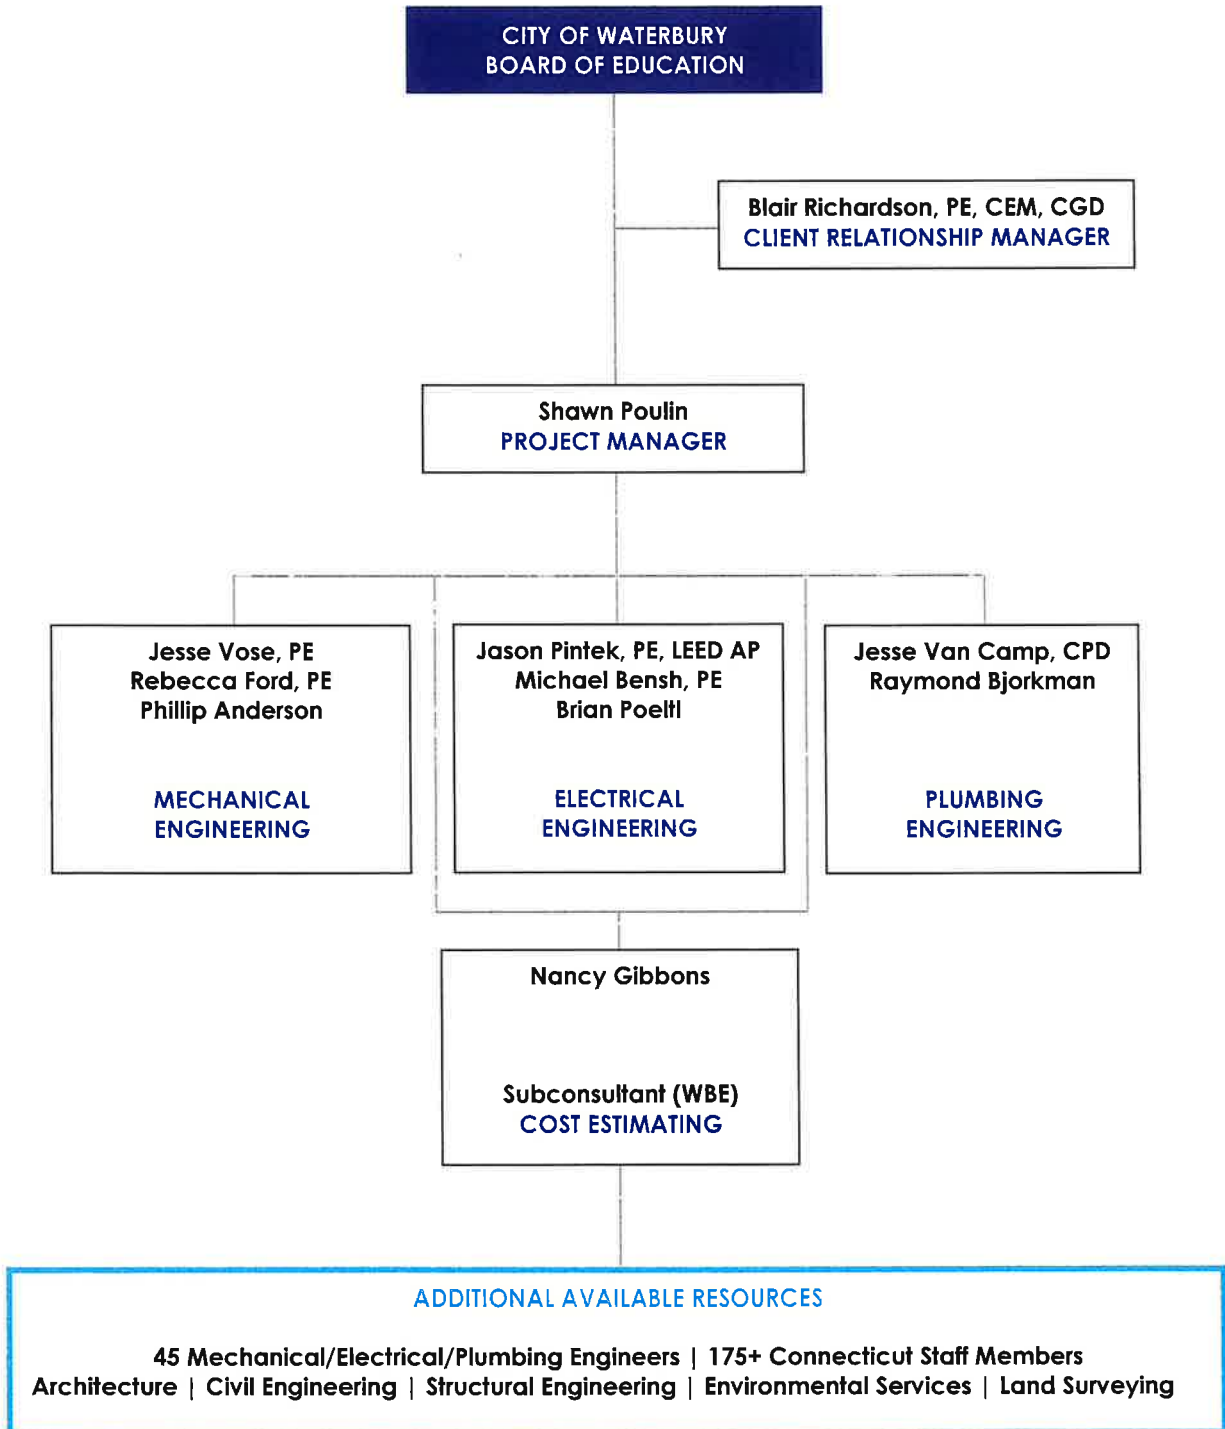 CITY OF WATERBURY
BOARD OF EDUCATION
Blair Richardson, PE, CEM, CGD
CLIENT RELATIONSHIP MANAGER
Shawn Poulin
PROJECT MANAGER
Jesse Vose, PE
Rebecca Ford, PE
Phillip Anderson
MECHANICAL
ENGINEERING
Jason Pintek, PE, LEED AP
Michael Bensh, PE
Brian Poeltl
ELECTRICAL
ENGINEERING
Jesse Van Camp, CPD
Raymond Bjorkman
PLUMBING
ENGINEERING
Nancy Gibbons
Subconsultant (WBE)
COST ESTIMATING
ADDITIONAL AVAILABLE RESOURCES
45 Mechanical/Electrical/Plumbing Engineers | 175+ Connecticut Staff Members
Architecture | Civil Engineering | Structural Engineering | Environmental Services | Land Surveying